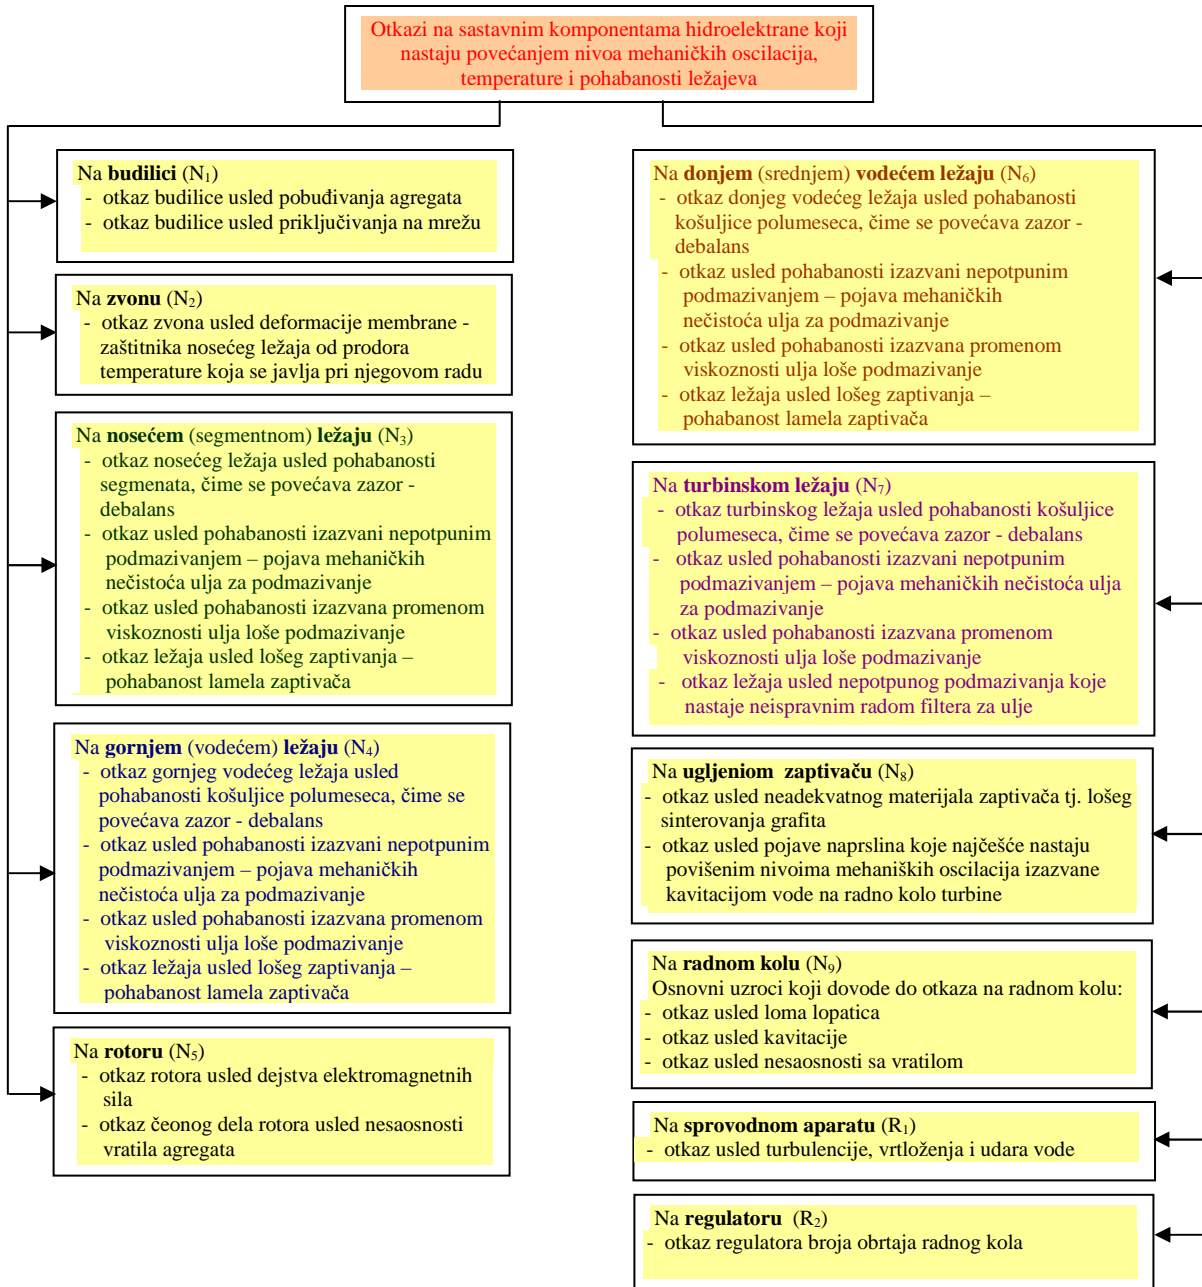 Otkazi na sastavnim komponentama hidroelektrane koji
nastaju povećanjem nivoa mehaničkih oscilacija,
temperature i pohabanosti ležajeva
Na budilici (N₁)
- otkaz budilice usled pobuđivanja agregata
- otkaz budilice usled priključivanja na mrežu
Na zvonu (N₂)
- otkaz zvona usled deformacije membrane -
zaštitnika nosećeg ležaja od prodora
temperature koja se javlja pri njegovom radu
Na nosećem (segmentnom) ležaju (N₃)
- otkaz nosećeg ležaja usled pohabanosti
segmenata, čime se povećava zazor -
debalans
- otkaz usled pohabanosti izazvani nepotpunim
podmazivanjem – pojava mehaničkih
nečistoća ulja za podmazivanje
- otkaz usled pohabanosti izazvana promenom
viskoznosti ulja loše podmazivanje
- otkaz ležaja usled lošeg zaptivanja –
pohabanost lamela zaptivača
Na gornjem (vodećem) ležaju (N₄)
- otkaz gornjeg vodećeg ležaja usled
pohabanosti košuljice polumeseca, čime se
povećava zazor - debalans
- otkaz usled pohabanosti izazvani nepotpunim
podmazivanjem – pojava mehaničkih
nečistoća ulja za podmazivanje
- otkaz usled pohabanosti izazvana promenom
viskoznosti ulja loše podmazivanje
- otkaz ležaja usled lošeg zaptivanja –
pohabanost lamela zaptivača
Na rotoru (N₅)
- otkaz rotora usled dejstva elektromagnetnih
sila
- otkaz čeonog dela rotora usled nesaosnosti
vratila agregata
Na donjem (srednjem) vodećem ležaju (N₆)
- otkaz donjeg vodećeg ležaja usled pohabanosti
košuljice polumeseca, čime se povećava zazor -
debalans
- otkaz usled pohabanosti izazvani nepotpunim
podmazivanjem – pojava mehaničkih
nečistoća ulja za podmazivanje
- otkaz usled pohabanosti izazvana promenom
viskoznosti ulja loše podmazivanje
- otkaz ležaja usled lošeg zaptivanja –
pohabanost lamela zaptivača
Na turbinskom ležaju (N₇)
- otkaz turbinskog ležaja usled pohabanosti košuljice
polumeseca, čime se povećava zazor - debalans
- otkaz usled pohabanosti izazvani nepotpunim
podmazivanjem – pojava mehaničkih nečistoća ulja
za podmazivanje
- otkaz usled pohabanosti izazvana promenom
viskoznosti ulja loše podmazivanje
- otkaz ležaja usled nepotpunog podmazivanja koje
nastaje neispravnim radom filtera za ulje
Na ugljeniom zaptivaču (N₈)
- otkaz usled neadekvatnog materijala zaptivača tj. lošeg
sinterovanja grafita
- otkaz usled pojave naprslina koje najčešće nastaju
povišenim nivoima mehaniških oscilacija izazvane
kavitacijom vode na radno kolo turbine
Na radnom kolu (N₉)
Osnovni uzroci koji dovode do otkaza na radnom kolu:
- otkaz usled loma lopatica
- otkaz usled kavitacije
- otkaz usled nesaosnosti sa vratilom
Na sprovodnom aparatu (R₁)
- otkaz usled turbulencije, vrtloženja i udara vode
Na regulatoru (R₂)
- otkaz regulatora broja obrtaja radnog kola